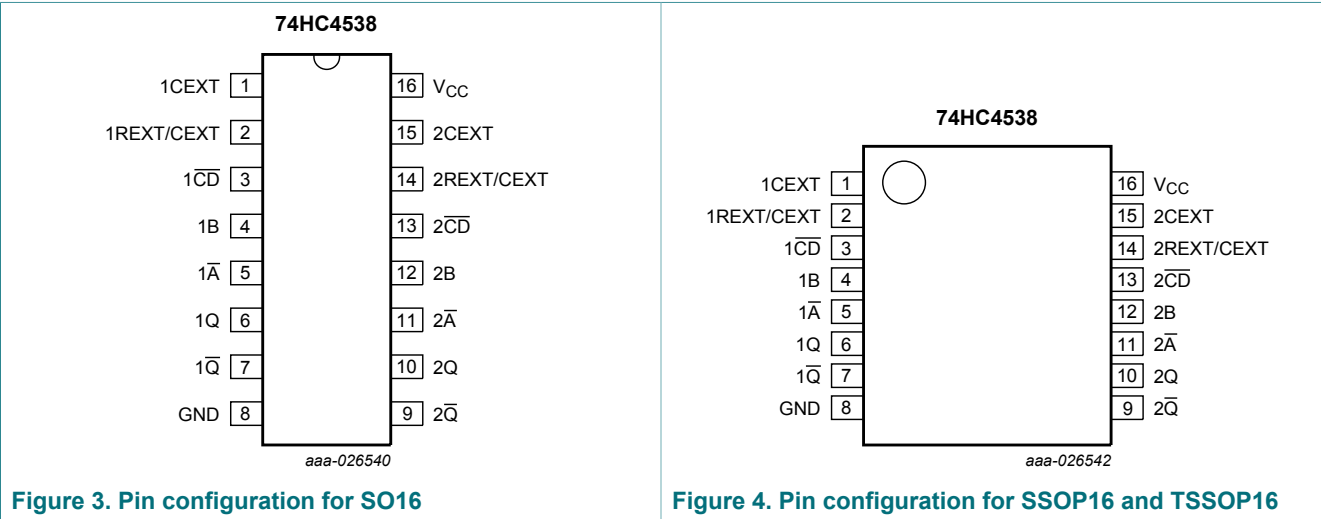 74HC4538
1CEXT 1 16 VCC
1REXT/CEXT 2 15 2CEXT
1C̅D̅ 3 14 2REXT/CEXT
1B 4 13 2C̅D̅
1A̅ 5 12 2B
1Q 6 11 2A̅
1Q̅ 7 10 2Q
GND 8 9 2Q̅
aaa-026540
Figure 3. Pin configuration for SO16
74HC4538
1CEXT 1 16 VCC
1REXT/CEXT 2 15 2CEXT
1C̅D̅ 3 14 2REXT/CEXT
1B 4 13 2C̅D̅
1A̅ 5 12 2B
1Q 6 11 2A̅
1Q̅ 7 10 2Q
GND 8 9 2Q̅
aaa-026542
Figure 4. Pin configuration for SSOP16 and TSSOP16